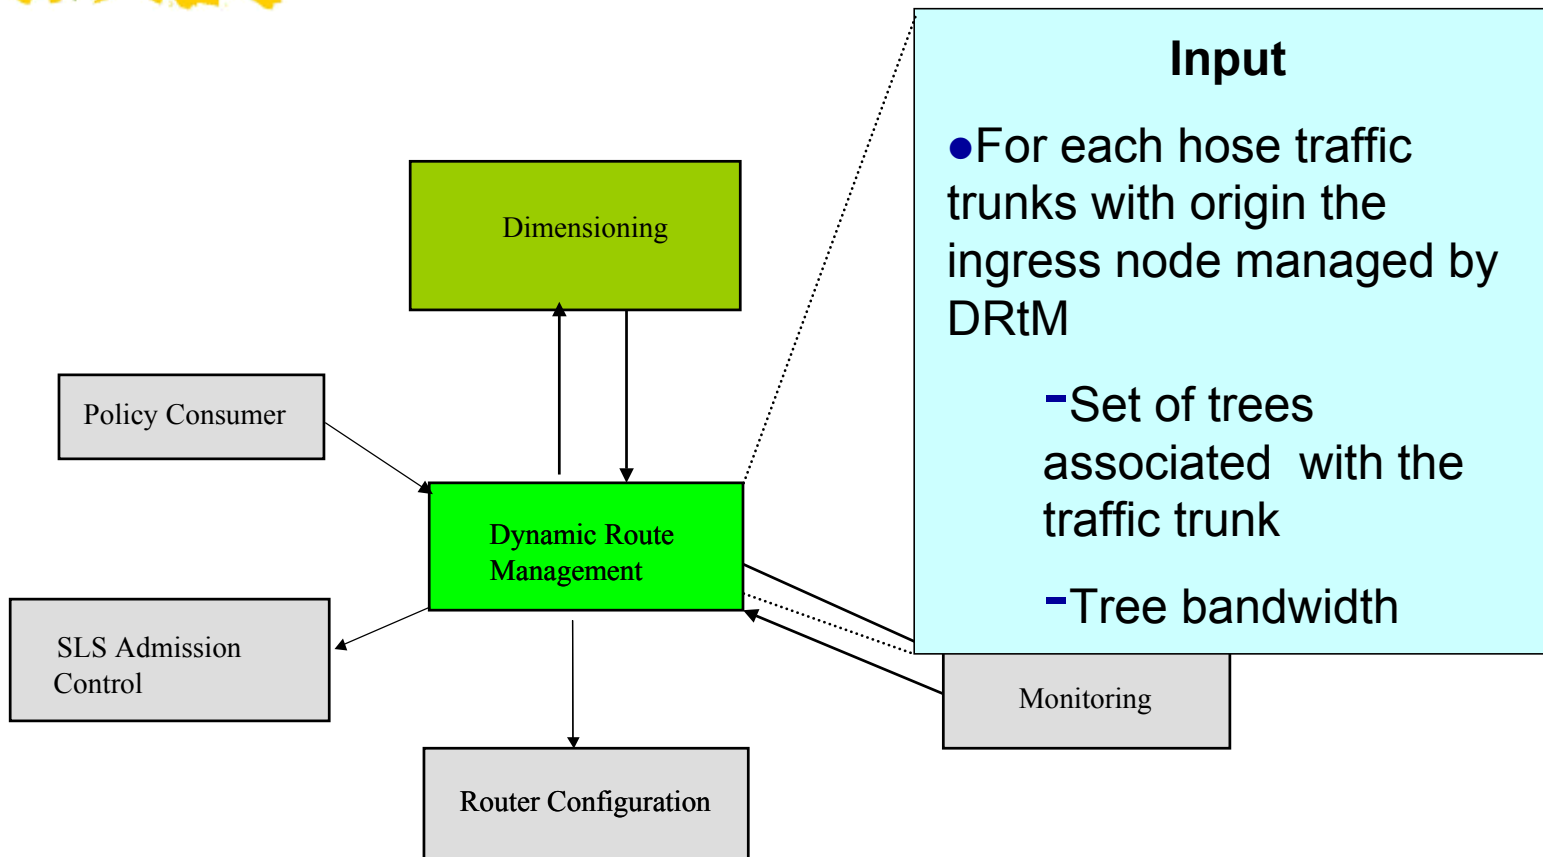 Input
●For each hose traffic
trunks with origin the
ingress node managed by
DRtM
-Set of trees
associated with the
traffic trunk
-Tree bandwidth
Dimensioning
Policy Consumer
Dynamic Route
Management
SLS Admission
Control
Monitoring
Router Configuration